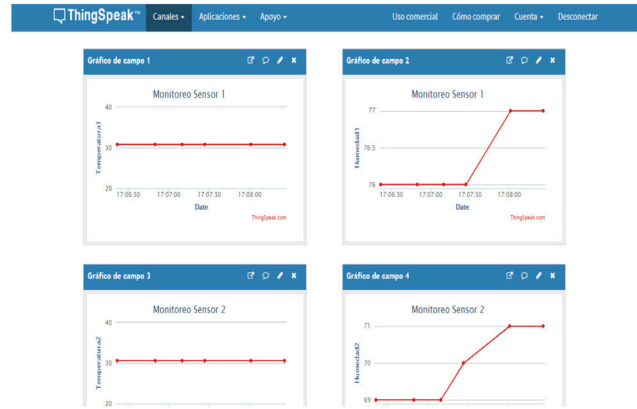 ThingSpeak™ Canales Aplicaciones Apoyo Uso comercial Cómo comprar Cuenta Desconectar
Gráfico de campo 1
Monitoreo Sensor 1
40
30
20
Temperatura1
17:06:30 17:07:00 17:07:30 17:08:00
Date
ThingSpeak.com
Gráfico de campo 2
Monitoreo Sensor 1
77
76.5
76
Humedad1
17:06:30 17:07:00 17:07:30 17:08:00
Date
ThingSpeak.com
Gráfico de campo 3
Monitoreo Sensor 2
40
30
20
Temperatura2
Gráfico de campo 4
Monitoreo Sensor 2
71
70
69
Humedad2